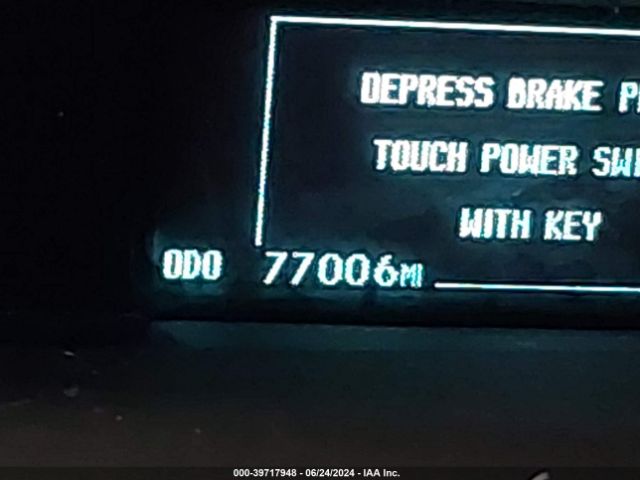 DEPRESS BRAKE
TOUCH POWER
WITH KEY
ODO 77006MI
000-39717948 - 06/24/2024 - IAA Inc.